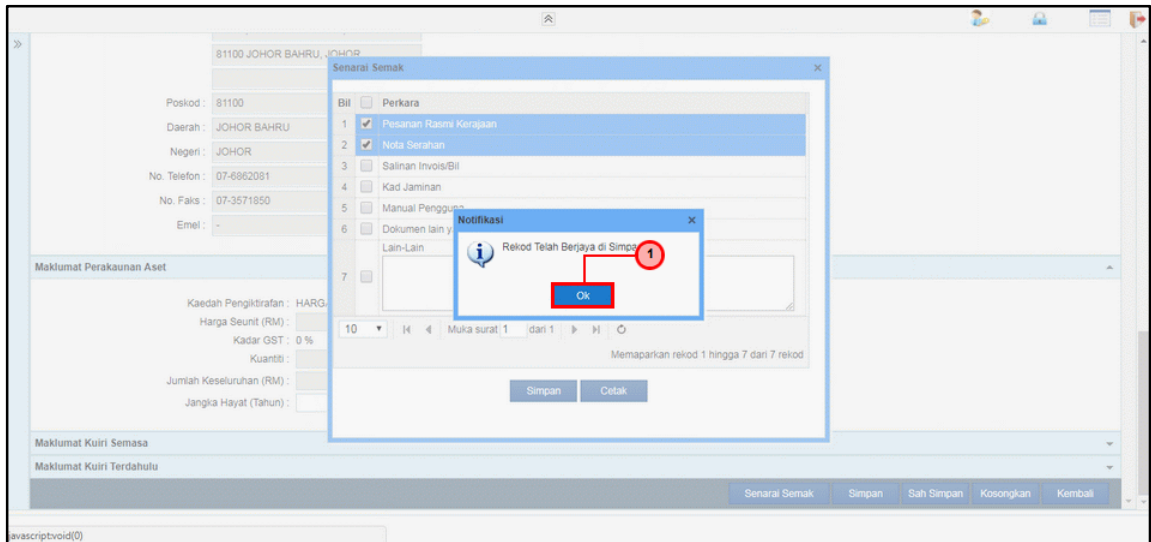 81100 JOHOR BAHRU, JOHOR
Senarai Semak
Bil Perkara
Poskod : 81100
1 Pesanan Rasmi Kerajaan
Daerah : JOHOR BAHRU
2 Nota Serahan
Negeri : JOHOR
3 Salinan Invois/Bil
No. Telefon : 07-6862081
4 Kad Jaminan
No. Faks : 07-3571850
5 Manual Pengguna
Emel : -
6 Dokumen lain y
Lain-Lain
7
Notifikasi
Rekod Telah Berjaya di Simpa
1
Ok
Maklumat Perakaunan Aset
Kaedah Pengiktirafan : HARGA
Harga Seunit (RM) :
Kadar GST : 0 %
Kuantiti :
Jumlah Keseluruhan (RM) :
Jangka Hayat (Tahun) :
10 Muka surat 1 dari 1
Memaparkan rekod 1 hingga 7 dari 7 rekod
Simpan Cetak
Maklumat Kuiri Semasa
Maklumat Kuiri Terdahulu
Senarai Semak Simpan Sah Simpan Kosongkan Kembali
javascript:void(0)